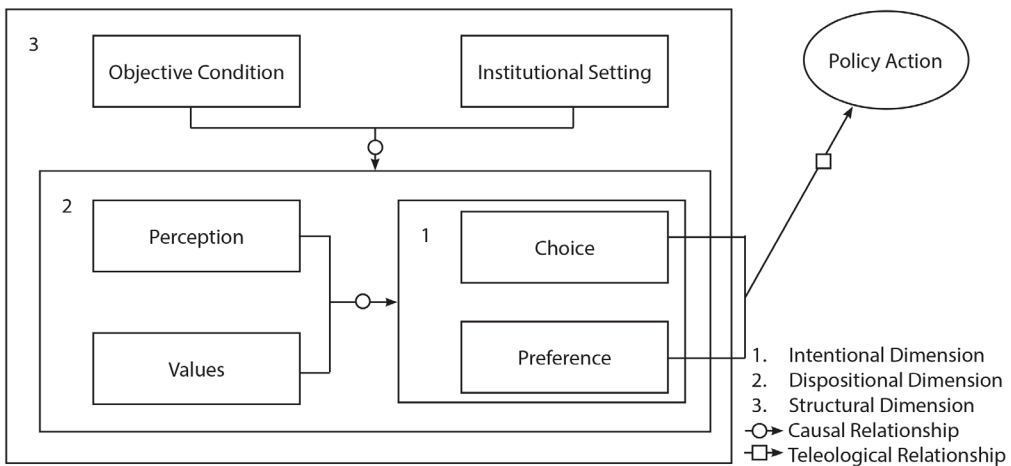 3
Objective Condition
Institutional Setting
Policy Action
2
Perception
Values
1
Choice
Preference
1. Intentional Dimension
2. Dispositional Dimension
3. Structural Dimension
Causal Relationship
Teleological Relationship